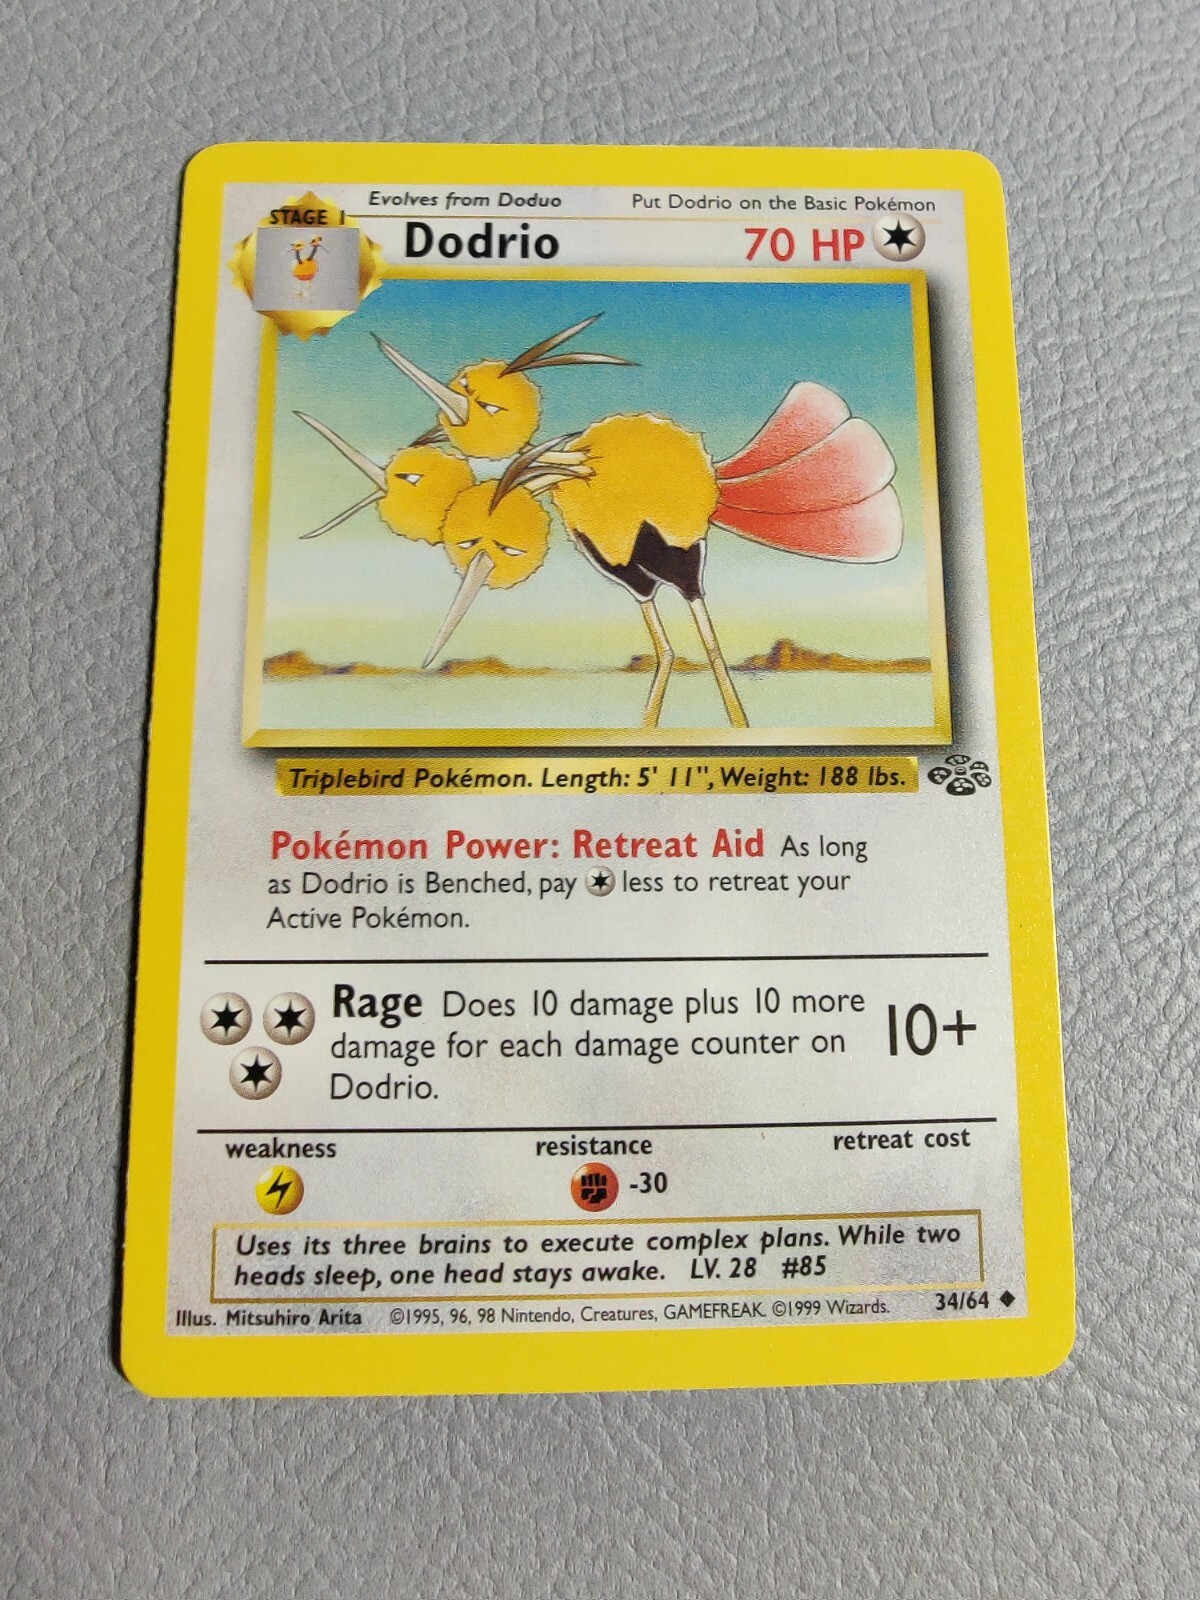 Evolves from Doduo Put Dodrio on the Basic Pokémon
STAGE 1
Dodrio 70 HP
Triplebird Pokémon. Length: 5' 11", Weight: 188 lbs.
Pokémon Power: Retreat Aid As long
as Dodrio is Benched, pay less to retreat your
Active Pokémon.
Rage Does 10 damage plus 10 more
damage for each damage counter on
Dodrio.
10+
weakness resistance retreat cost
-30
Uses its three brains to execute complex plans. While two
heads sleep, one head stays awake. LV. 28 #85
Illus. Mitsuhiro Arita ©1995, 96, 98 Nintendo, Creatures, GAMEFREAK. ©1999 Wizards. 34/64